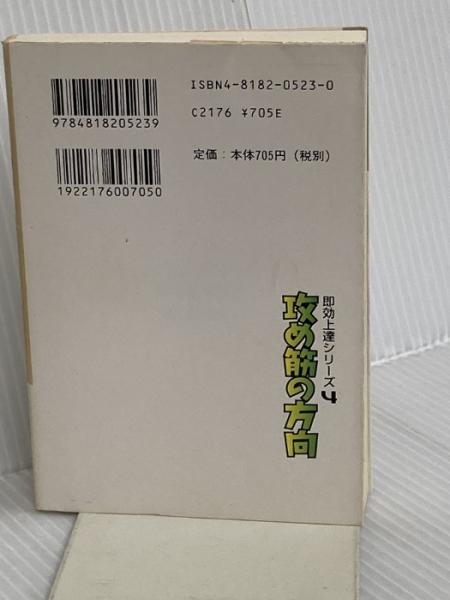 ISBN4-8182-0523-0
C2176 ¥705E
9784818205239
定価：本体705円（税別）
1922176007050
即効上達シリーズ4
攻め筋の方向